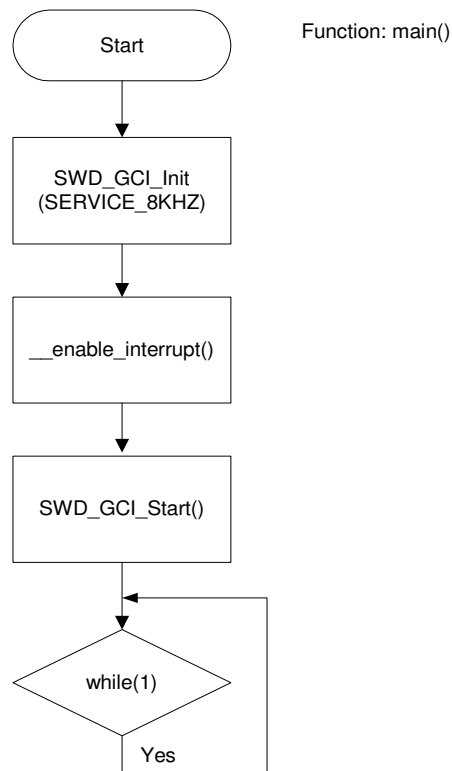 Start
Function: main()
SWD_GCI_Init
(SERVICE_8KHZ)
__enable_interrupt()
SWD_GCI_Start()
while(1)
Yes